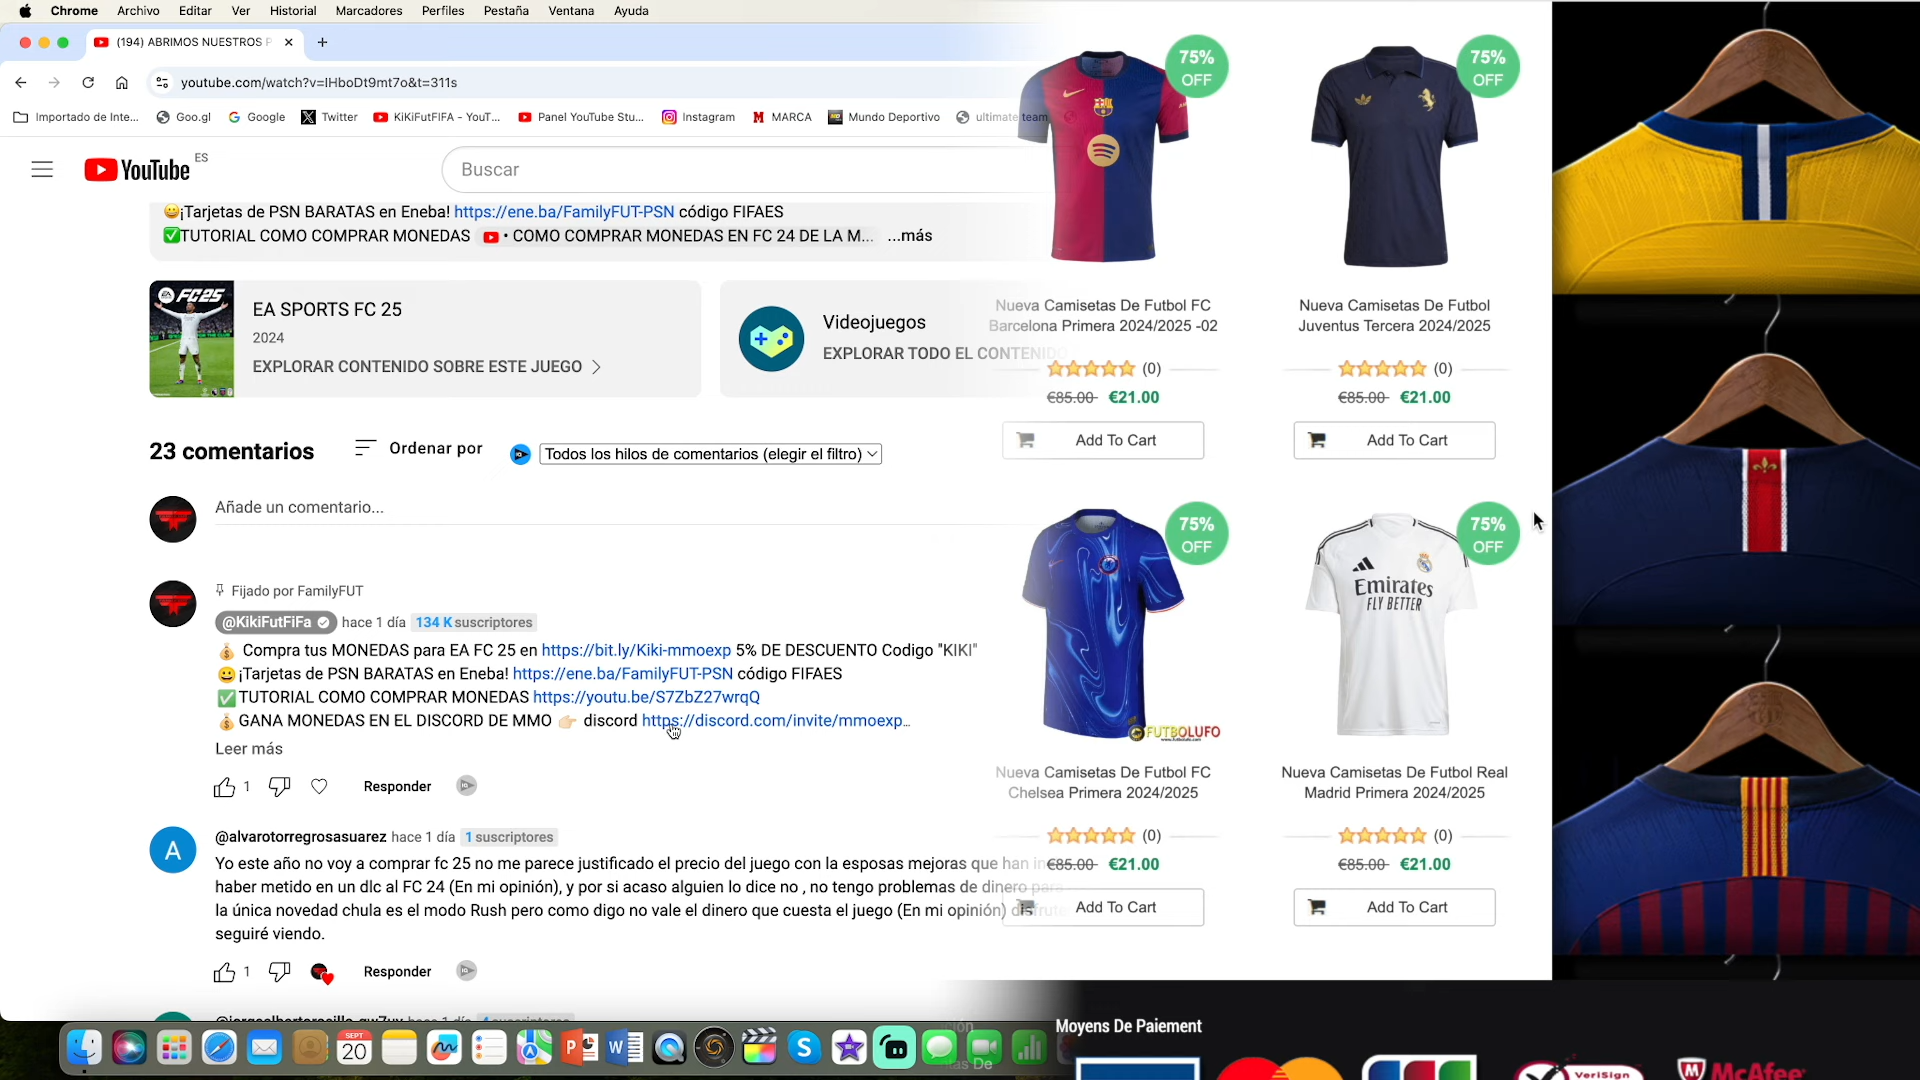 Chrome Archivo Editar Ver Historial Marcadores Perfiles Pestaña Ventana Ayuda
(194) ABRIMOS NUESTROS P
youtube.com/watch?v=IHboDt9mt7o&t=311s
Importado de Inte... Goo.gl Google Twitter KiKiFutFIFA - YouT... Panel YouTube Stu... Instagram MARCA Mundo Deportivo ultimate team
YouTube ES
Buscar
¡Tarjetas de PSN BARATAS en Eneba! https://ene.ba/FamilyFUT-PSN código FIFAES
TUTORIAL COMO COMPRAR MONEDAS • COMO COMPRAR MONEDAS EN FC 24 DE LA M... ...más
FC25
EA SPORTS FC 25
2024
EXPLORAR CONTENIDO SOBRE ESTE JUEGO
Videojuegos
EXPLORAR TODO EL CONTENIDO
23 comentarios
Ordenar por
Todos los hilos de comentarios (elegir el filtro)
Añade un comentario...
Fijado por FamilyFUT
@KikiFutFiFa hace 1 día 134 K suscriptores
Compra tus MONEDAS para EA FC 25 en https://bit.ly/Kiki-mmoexp 5% DE DESCUENTO Codigo "KIKI"
¡Tarjetas de PSN BARATAS en Eneba! https://ene.ba/FamilyFUT-PSN código FIFAES
TUTORIAL COMO COMPRAR MONEDAS https://youtu.be/S7ZbZ27wrqQ
GANA MONEDAS EN EL DISCORD DE MMO discord https://discord.com/invite/mmoexp...
Leer más
1 Responder
A
@alvarotorregrosasuarez hace 1 día 1 suscriptores
Yo este año no voy a comprar fc 25 no me parece justificado el precio del juego con la esposas mejoras que han in
haber metido en un dlc al FC 24 (En mi opinión), y por si acaso alguien lo dice no , no tengo problemas de dinero para
la única novedad chula es el modo Rush pero como digo no vale el dinero que cuesta el juego (En mi opinión) disfrute
seguiré viendo.
1 Responder
75% OFF
75% OFF
Nueva Camisetas De Futbol FC
Barcelona Primera 2024/2025 -02
(0)
€85.00 €21.00
Add To Cart
Nueva Camisetas De Futbol
Juventus Tercera 2024/2025
(0)
€85.00 €21.00
Add To Cart
75% OFF
FUTBOLUFO
75% OFF
Emirates
FLY BETTER
Nueva Camisetas De Futbol FC
Chelsea Primera 2024/2025
(0)
€85.00 €21.00
Add To Cart
Nueva Camisetas De Futbol Real
Madrid Primera 2024/2025
(0)
€85.00 €21.00
Add To Cart
Moyens De Paiement
SEPT
20
JCB
VeriSign
McAfee